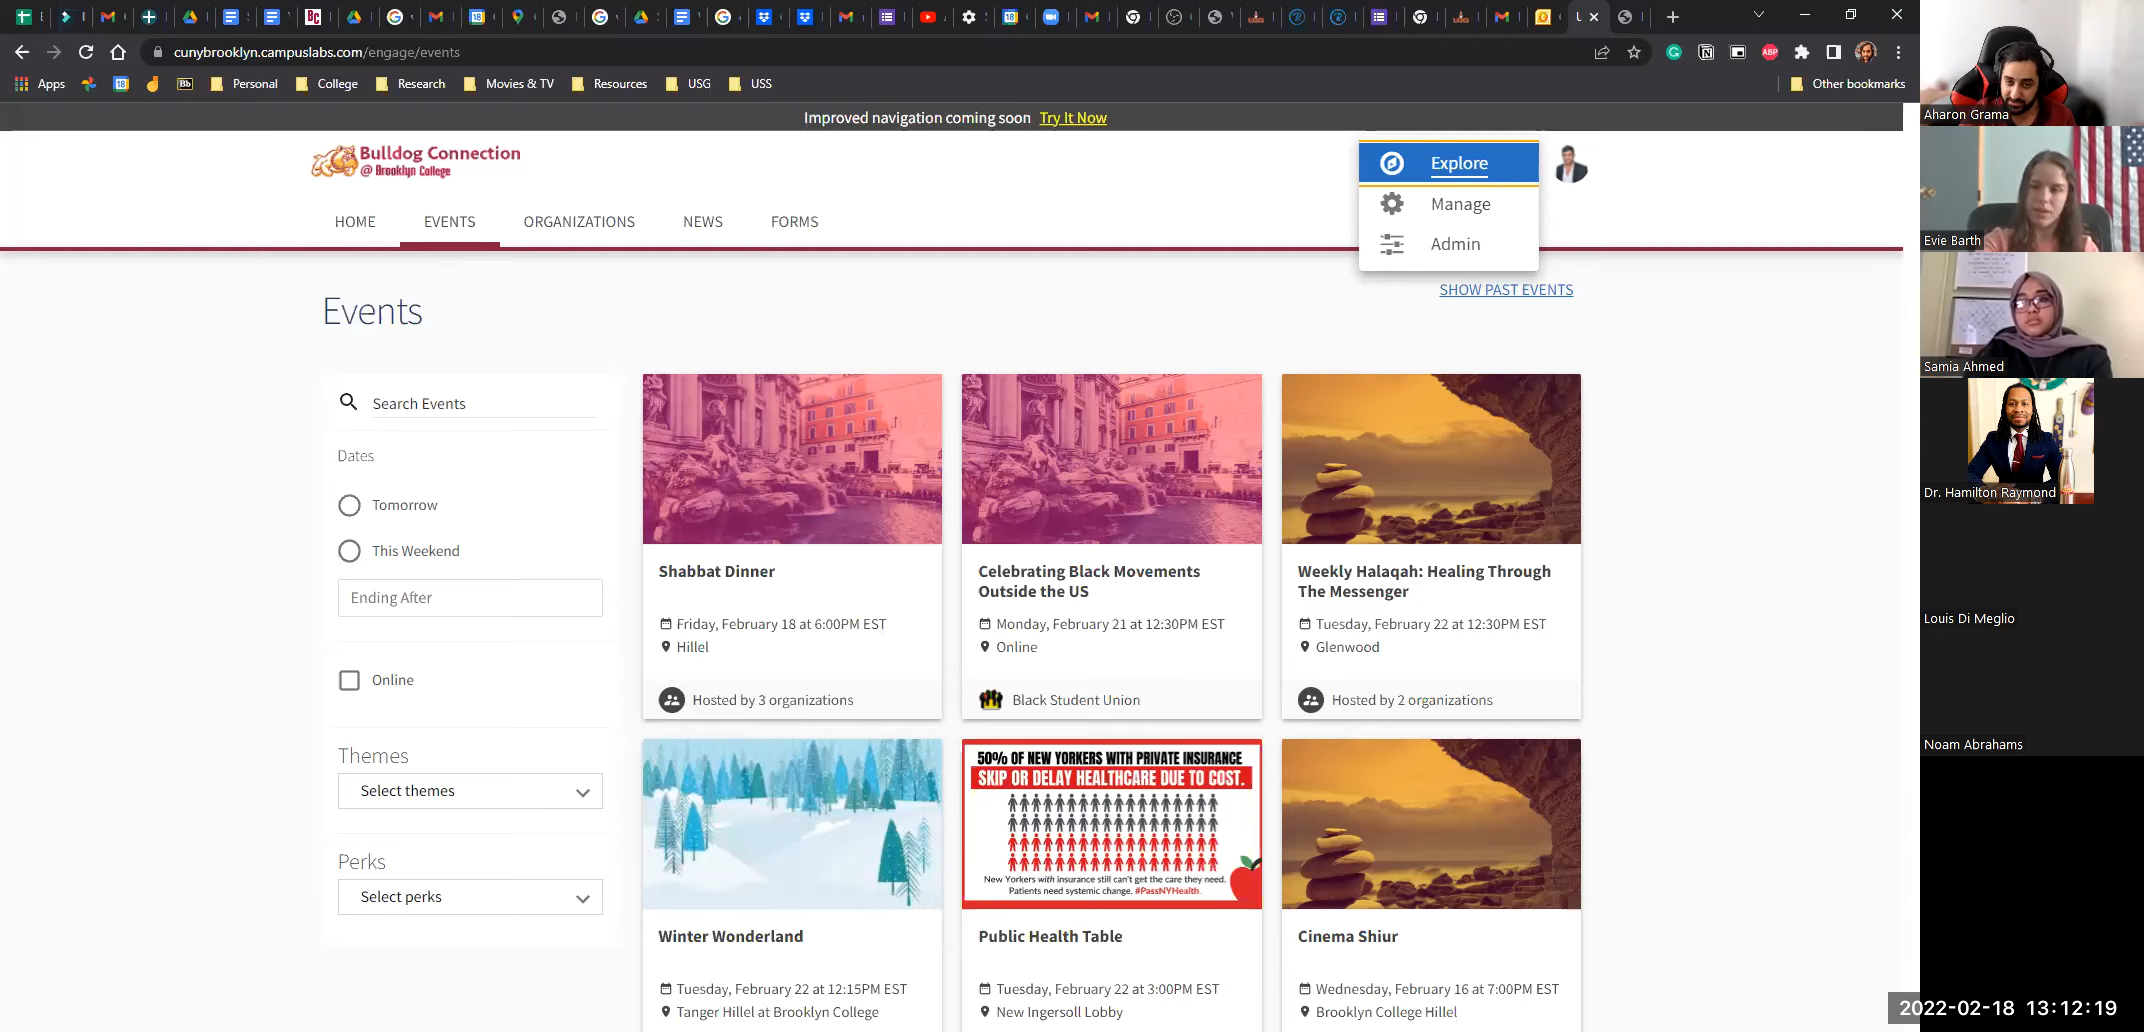 cunybrooklyn.campuslabs.com/engage/events
Apps
Personal
College
Research
Movies & TV
Resources
USG
USS
Other bookmarks
Improved navigation coming soon Try It Now
Bulldog Connection
@ Brooklyn College
Explore
Manage
Admin
HOME
EVENTS
ORGANIZATIONS
NEWS
FORMS
Events
SHOW PAST EVENTS
Search Events
Dates
Tomorrow
This Weekend
Ending After
Online
Themes
Select themes
Perks
Select perks
Shabbat Dinner
Friday, February 18 at 6:00PM EST
Hillel
Hosted by 3 organizations
Celebrating Black Movements
Outside the US
Monday, February 21 at 12:30PM EST
Online
Black Student Union
Weekly Halaqah: Healing Through
The Messenger
Tuesday, February 22 at 12:30PM EST
Glenwood
Hosted by 2 organizations
Winter Wonderland
Tuesday, February 22 at 12:15PM EST
Tanger Hillel at Brooklyn College
50% OF NEW YORKERS WITH PRIVATE INSURANCE
SKIP OR DELAY HEALTHCARE DUE TO COST.
New Yorkers with insurance still can't get the care they need.
Patients need systemic change. #PassNYHealth
Public Health Table
Tuesday, February 22 at 3:00PM EST
New Ingersoll Lobby
Cinema Shiur
Wednesday, February 16 at 7:00PM EST
Brooklyn College Hillel
Aharon Grama
Evie Barth
Samia Ahmed
Dr. Hamilton Raymond
Louis Di Meglio
Noam Abrahams
2022-02-18 13:12:19